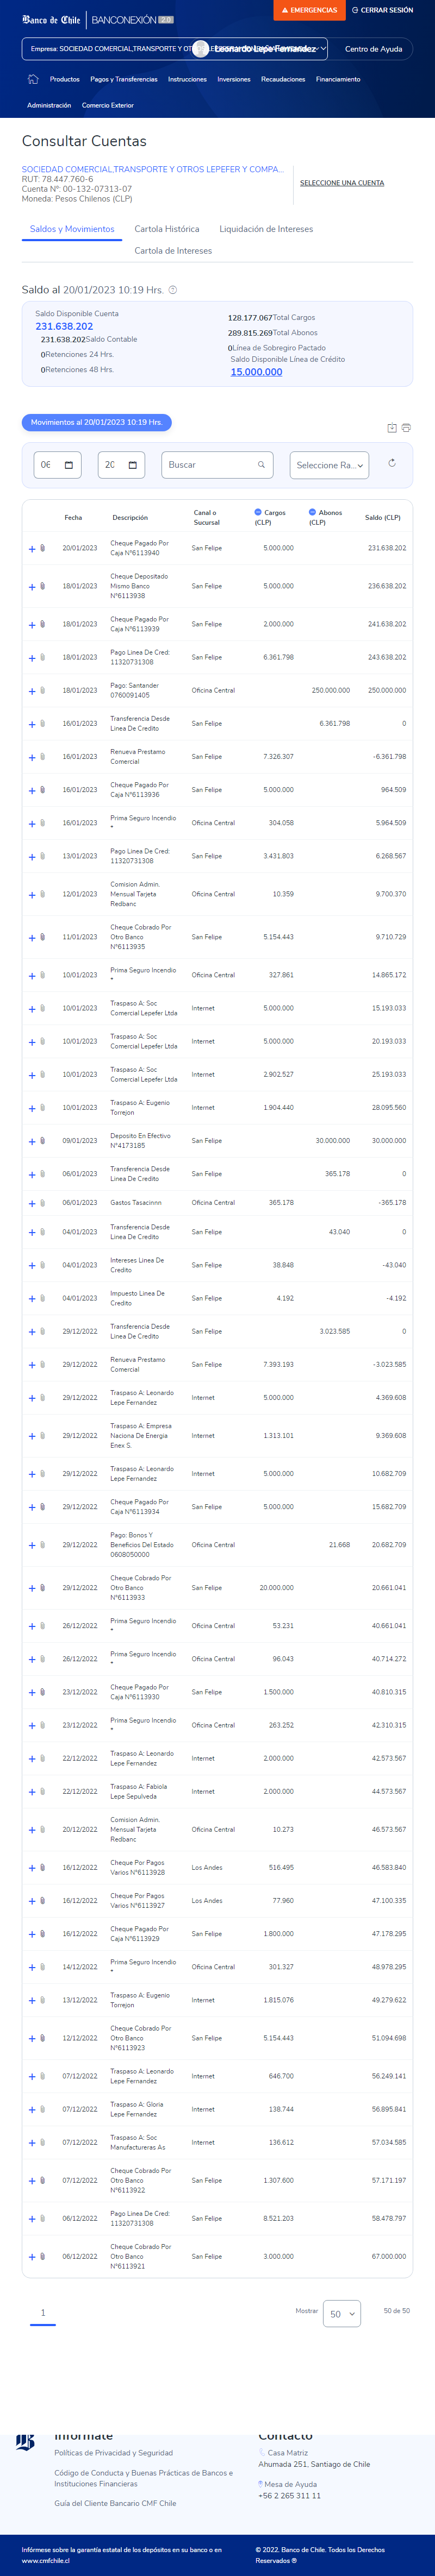 Banco de Chile BANCONEXIÓN 2.0
EMERGENCIAS
CERRAR SESIÓN
Empresa: SOCIEDAD COMERCIAL,TRANSPORTE Y
Leonardo Lepe Fernandez
Centro de Ayuda
Productos Pagos y Transferencias Instrucciones Inversiones Recaudaciones Financiamiento
Administración Comercio Exterior
Consultar Cuentas
SOCIEDAD COMERCIAL,TRANSPORTE Y OTROS LEPEFER Y COMPA...
RUT: 78.447.760-6
Cuenta Nº: 00-132-07313-07
Moneda: Pesos Chilenos (CLP)
SELECCIONE UNA CUENTA
Saldos y Movimientos Cartola Histórica Liquidación de Intereses
Cartola de Intereses
Saldo al 20/01/2023 10:19 Hrs.
Saldo Disponible Cuenta
231.638.202
231.638.202 Saldo Contable
0 Retenciones 24 Hrs.
0 Retenciones 48 Hrs.
128.177.067 Total Cargos
289.815.269 Total Abonos
0 Línea de Sobregiro Pactado
Saldo Disponible Línea de Crédito
15.000.000
Movimientos al 20/01/2023 10:19 Hrs.
06
20
Buscar
Seleccione Ra...
Fecha Descripción Canal o Sucursal Cargos (CLP) Abonos (CLP) Saldo (CLP)
20/01/2023 Cheque Pagado Por Caja N°6113940 San Felipe 5.000.000 231.638.202
18/01/2023 Cheque Depositado Mismo Banco N°6113938 San Felipe 5.000.000 236.638.202
18/01/2023 Cheque Pagado Por Caja N°6113939 San Felipe 2.000.000 241.638.202
18/01/2023 Pago Linea De Cred: 11320731308 San Felipe 6.361.798 243.638.202
18/01/2023 Pago: Santander 0760091405 Oficina Central 250.000.000 250.000.000
16/01/2023 Transferencia Desde Linea De Credito San Felipe 6.361.798 0
16/01/2023 Renueva Prestamo Comercial San Felipe 7.326.307 -6.361.798
16/01/2023 Cheque Pagado Por Caja N°6113936 San Felipe 5.000.000 964.509
16/01/2023 Prima Seguro Incendio * Oficina Central 304.058 5.964.509
13/01/2023 Pago Linea De Cred: 11320731308 San Felipe 3.431.803 6.268.567
12/01/2023 Comision Admin. Mensual Tarjeta Redbanc Oficina Central 10.359 9.700.370
11/01/2023 Cheque Cobrado Por Otro Banco N°6113935 San Felipe 5.154.443 9.710.729
10/01/2023 Prima Seguro Incendio * Oficina Central 327.861 14.865.172
10/01/2023 Traspaso A: Soc Comercial Lepefer Ltda Internet 5.000.000 15.193.033
10/01/2023 Traspaso A: Soc Comercial Lepefer Ltda Internet 5.000.000 20.193.033
10/01/2023 Traspaso A: Soc Comercial Lepefer Ltda Internet 2.902.527 25.193.033
10/01/2023 Traspaso A: Eugenio Torrejon Internet 1.904.440 28.095.560
09/01/2023 Deposito En Efectivo N°4173185 San Felipe 30.000.000 30.000.000
06/01/2023 Transferencia Desde Linea De Credito San Felipe 365.178 0
06/01/2023 Gastos Tasacinnn Oficina Central 365.178 -365.178
04/01/2023 Transferencia Desde Linea De Credito San Felipe 43.040 0
04/01/2023 Intereses Linea De Credito San Felipe 38.848 -43.040
04/01/2023 Impuesto Linea De Credito San Felipe 4.192 -4.192
29/12/2022 Transferencia Desde Linea De Credito San Felipe 3.023.585 0
29/12/2022 Renueva Prestamo Comercial San Felipe 7.393.193 -3.023.585
29/12/2022 Traspaso A: Leonardo Lepe Fernandez Internet 5.000.000 4.369.608
29/12/2022 Traspaso A: Empresa Naciona De Energia Enex S. Internet 1.313.101 9.369.608
29/12/2022 Traspaso A: Leonardo Lepe Fernandez Internet 5.000.000 10.682.709
29/12/2022 Cheque Pagado Por Caja N°6113934 San Felipe 5.000.000 15.682.709
29/12/2022 Pago: Bonos Y Beneficios Del Estado 0608050000 Oficina Central 21.668 20.682.709
29/12/2022 Cheque Cobrado Por Otro Banco N°6113933 San Felipe 20.000.000 20.661.041
26/12/2022 Prima Seguro Incendio * Oficina Central 53.231 40.661.041
26/12/2022 Prima Seguro Incendio * Oficina Central 96.043 40.714.272
23/12/2022 Cheque Pagado Por Caja N°6113930 San Felipe 1.500.000 40.810.315
23/12/2022 Prima Seguro Incendio * Oficina Central 263.252 42.310.315
22/12/2022 Traspaso A: Leonardo Lepe Fernandez Internet 2.000.000 42.573.567
22/12/2022 Traspaso A: Fabiola Lepe Sepulveda Internet 2.000.000 44.573.567
20/12/2022 Comision Admin. Mensual Tarjeta Redbanc Oficina Central 10.273 46.573.567
16/12/2022 Cheque Por Pagos Varios N°6113928 Los Andes 516.495 46.583.840
16/12/2022 Cheque Por Pagos Varios N°6113927 Los Andes 77.960 47.100.335
16/12/2022 Cheque Pagado Por Caja N°6113929 San Felipe 1.800.000 47.178.295
14/12/2022 Prima Seguro Incendio * Oficina Central 301.327 48.978.295
13/12/2022 Traspaso A: Eugenio Torrejon Internet 1.815.076 49.279.622
12/12/2022 Cheque Cobrado Por Otro Banco N°6113923 San Felipe 5.154.443 51.094.698
07/12/2022 Traspaso A: Leonardo Lepe Fernandez Internet 646.700 56.249.141
07/12/2022 Traspaso A: Gloria Lepe Fernandez Internet 138.744 56.895.841
07/12/2022 Traspaso A: Soc Manufactureras As Internet 136.612 57.034.585
07/12/2022 Cheque Cobrado Por Otro Banco N°6113922 San Felipe 1.307.600 57.171.197
06/12/2022 Pago Linea De Cred: 11320731308 San Felipe 8.521.203 58.478.797
06/12/2022 Cheque Cobrado Por Otro Banco N°6113921 San Felipe 3.000.000 67.000.000
1
Mostrar 50 50 de 50
Infórmate
Políticas de Privacidad y Seguridad
Código de Conducta y Buenas Prácticas de Bancos e
Instituciones Financieras
Guía del Cliente Bancario CMF Chile
Contacto
Casa Matriz
Ahumada 251, Santiago de Chile
Mesa de Ayuda
+56 2 265 311 11
Infórmese sobre la garantía estatal de los depósitos en su banco o en
www.cmfchile.cl
© 2022. Banco de Chile. Todos los Derechos
Reservados ®